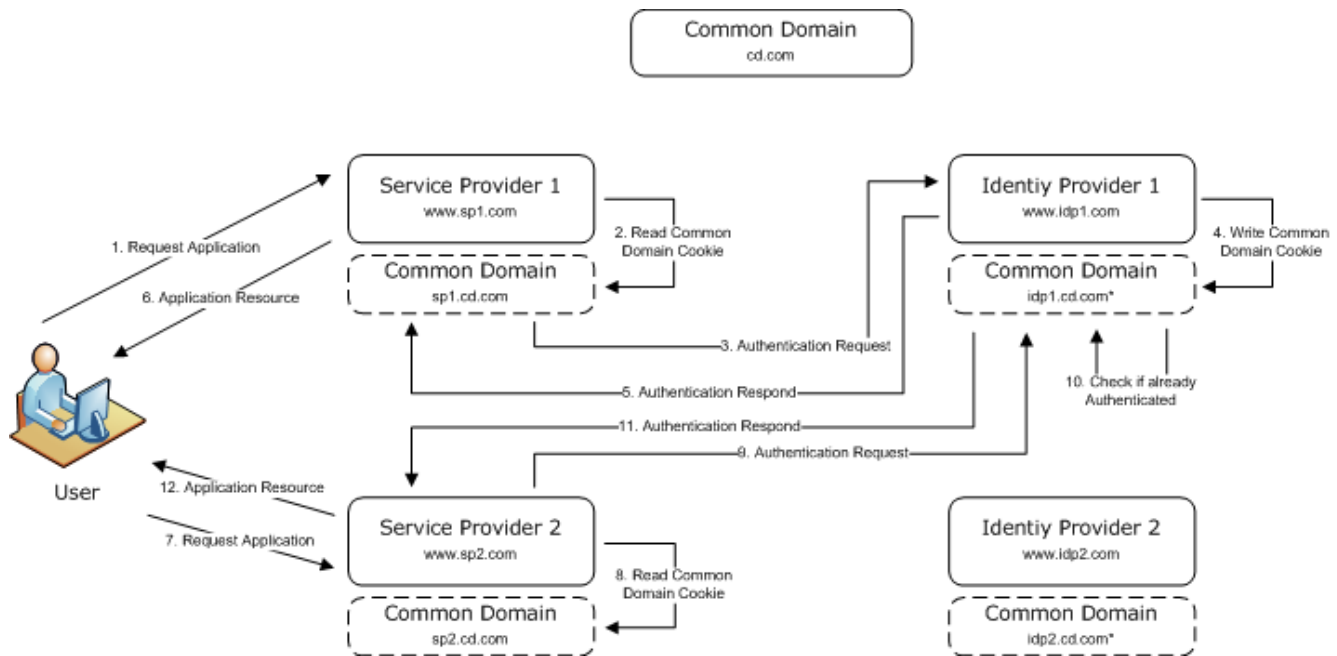 Common Domain
cd.com
Service Provider 1
www.sp1.com
Identiy Provider 1
www.idp1.com
2. Read Common
Domain Cookie
4. Write Common
Domain Cookie
1. Request Application
Common Domain
sp1.cd.com
Common Domain
idp1.cd.com*
6. Application Resource
3. Authentication Request
5. Authentication Respond
10. Check if already
Authenticated
11. Authentication Respond
9. Authentication Request
User
12. Application Resource
7. Request Application
Service Provider 2
www.sp2.com
Identiy Provider 2
www.idp2.com
8. Read Common
Domain Cookie
Common Domain
sp2.cd.com
Common Domain
idp2.cd.com*